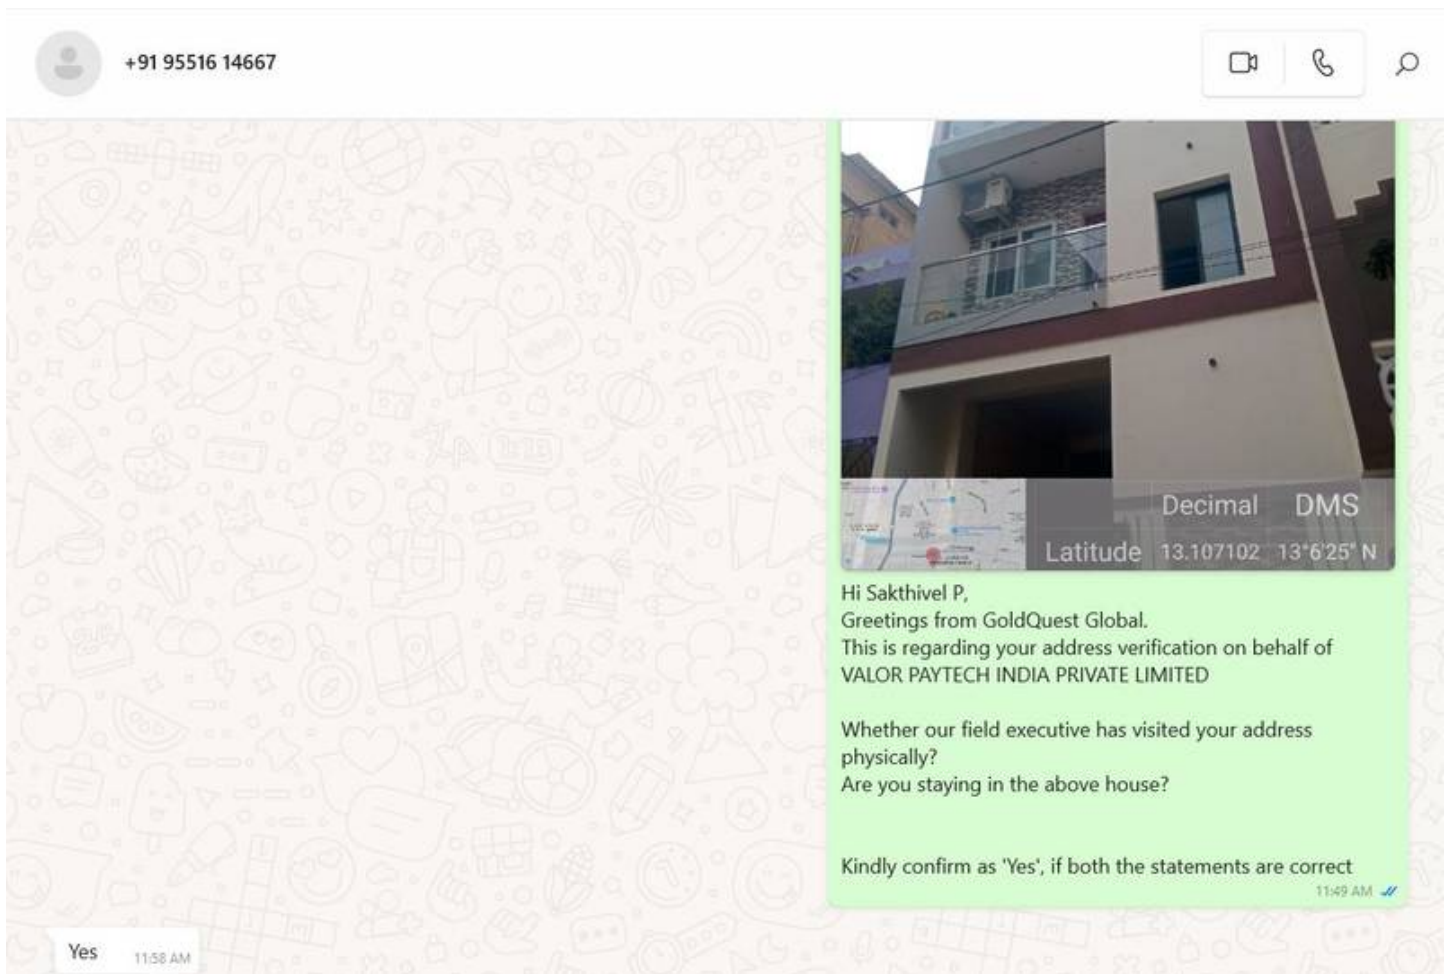 +91 95516 14667
Decimal DMS
Latitude 13.107102 13°6'25" N
Hi Sakthivel P,
Greetings from GoldQuest Global.
This is regarding your address verification on behalf of
VALOR PAYTECH INDIA PRIVATE LIMITED
Whether our field executive has visited your address
physically?
Are you staying in the above house?
Kindly confirm as 'Yes', if both the statements are correct
11:49 AM
Yes 11:58 AM